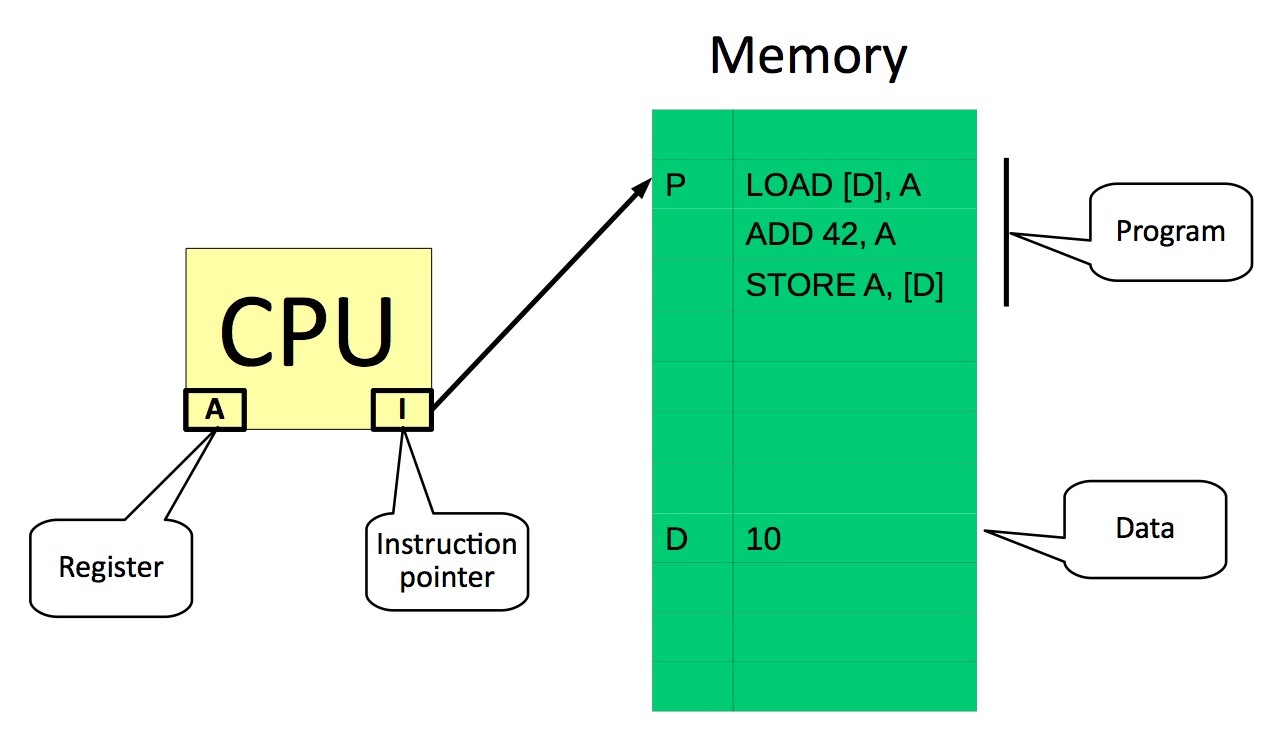 Memory
P LOAD [D], A
ADD 42, A
STORE A, [D]
Program
CPU
A
I
Register
Instruction
pointer
D 10
Data